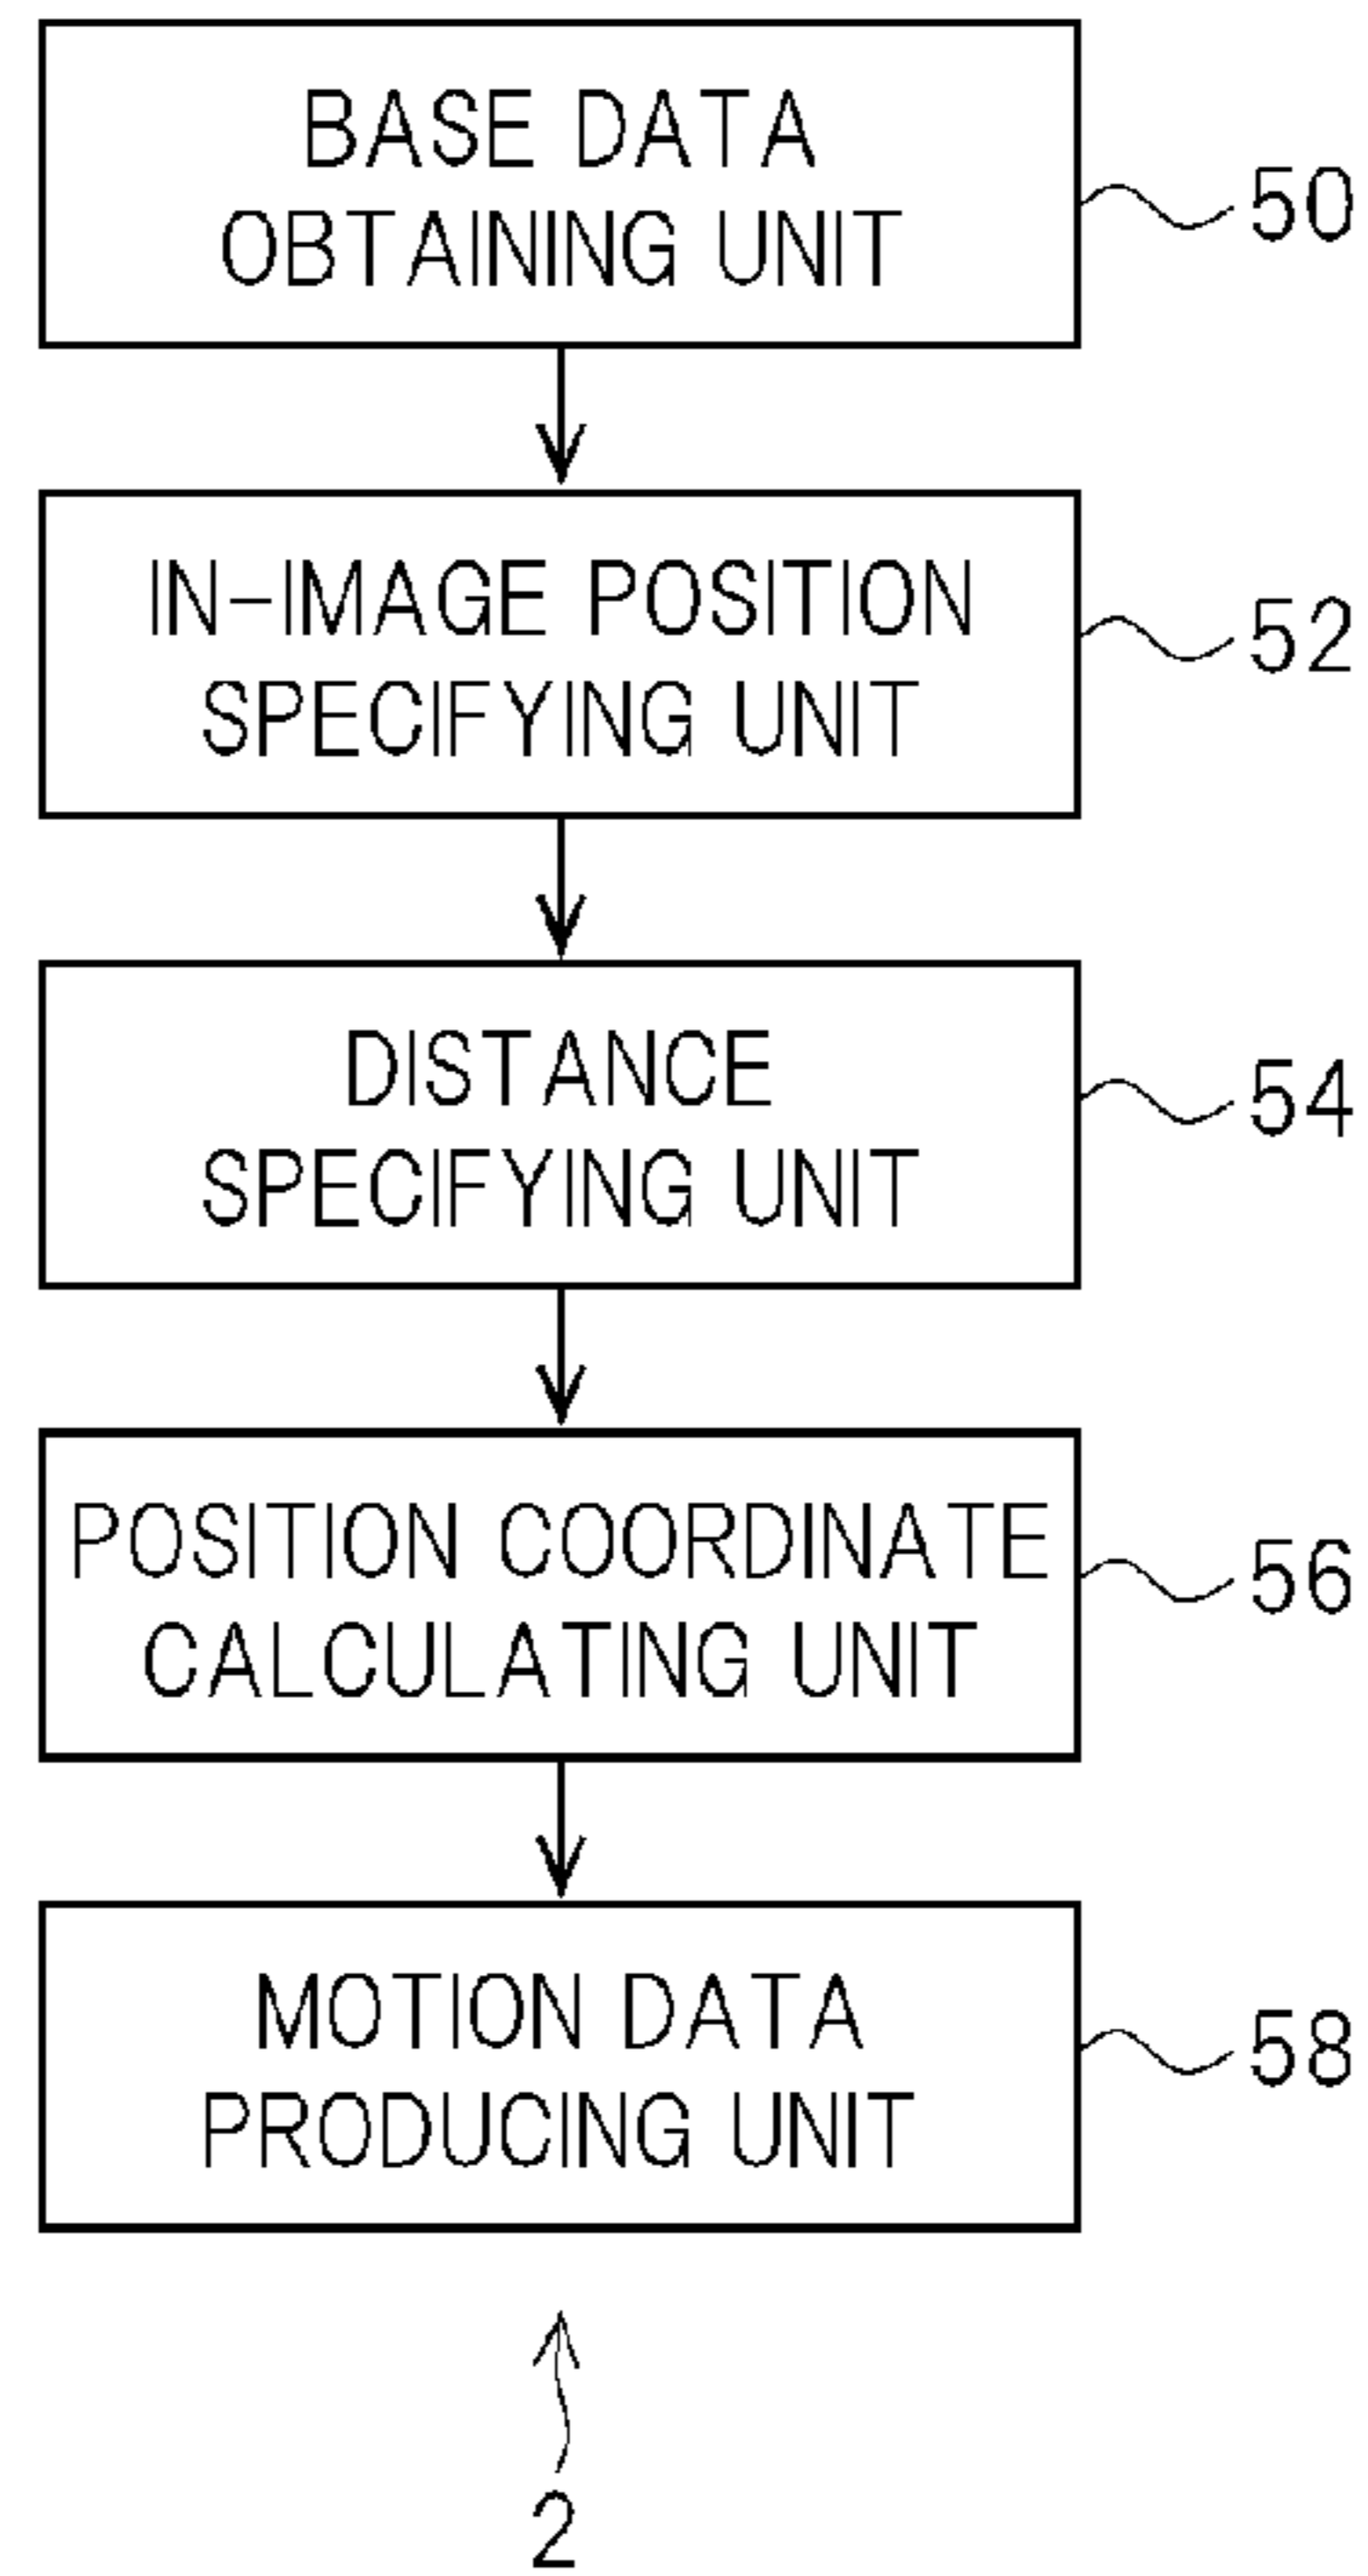 BASE DATA
OBTAINING UNIT
50
IN-IMAGE POSITION
SPECIFYING UNIT
52
DISTANCE
SPECIFYING UNIT
54
POSITION COORDINATE
CALCULATING UNIT
56
MOTION DATA
PRODUCING UNIT
58
2